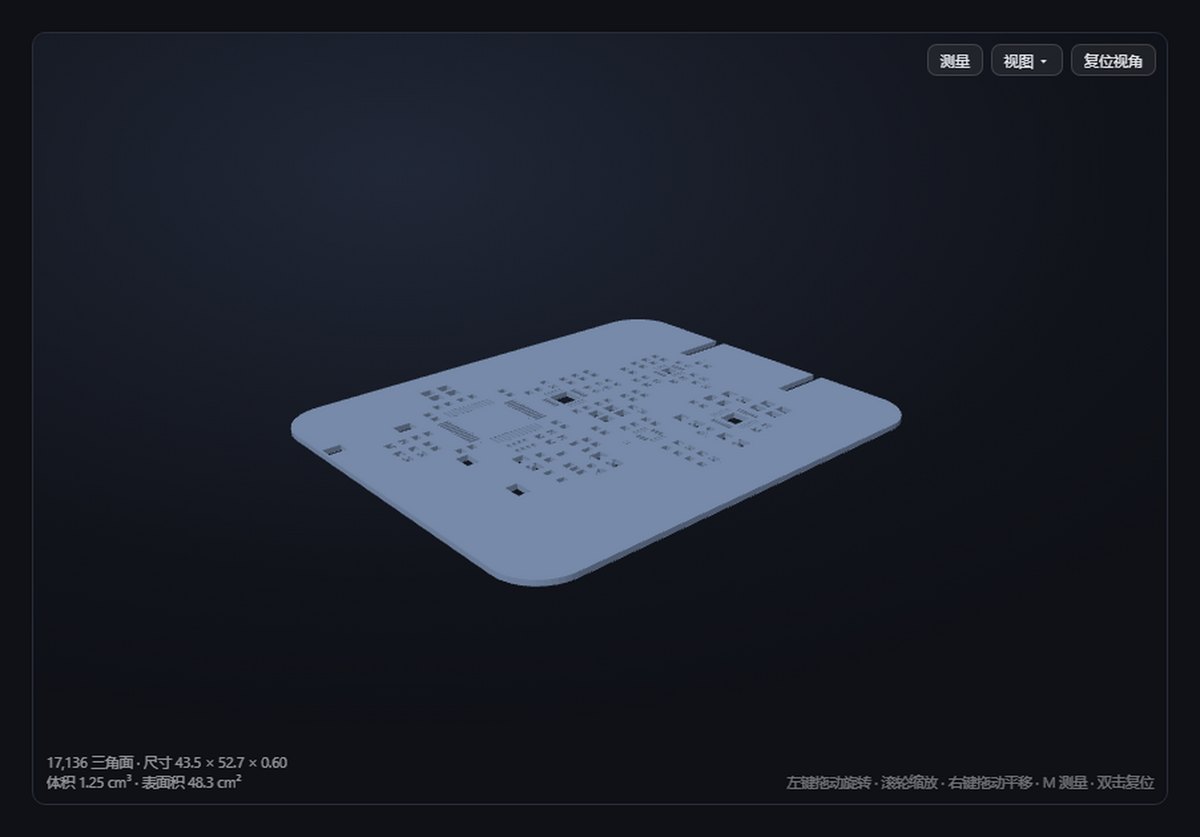 测量 视图 复位视角
17,136 三角面 · 尺寸 43.5 × 52.7 × 0.60
体积 1.25 cm³ · 表面积 48.3 cm²
左键拖动旋转 · 滚轮缩放 · 右键拖动平移 · M 测量 · 双击复位